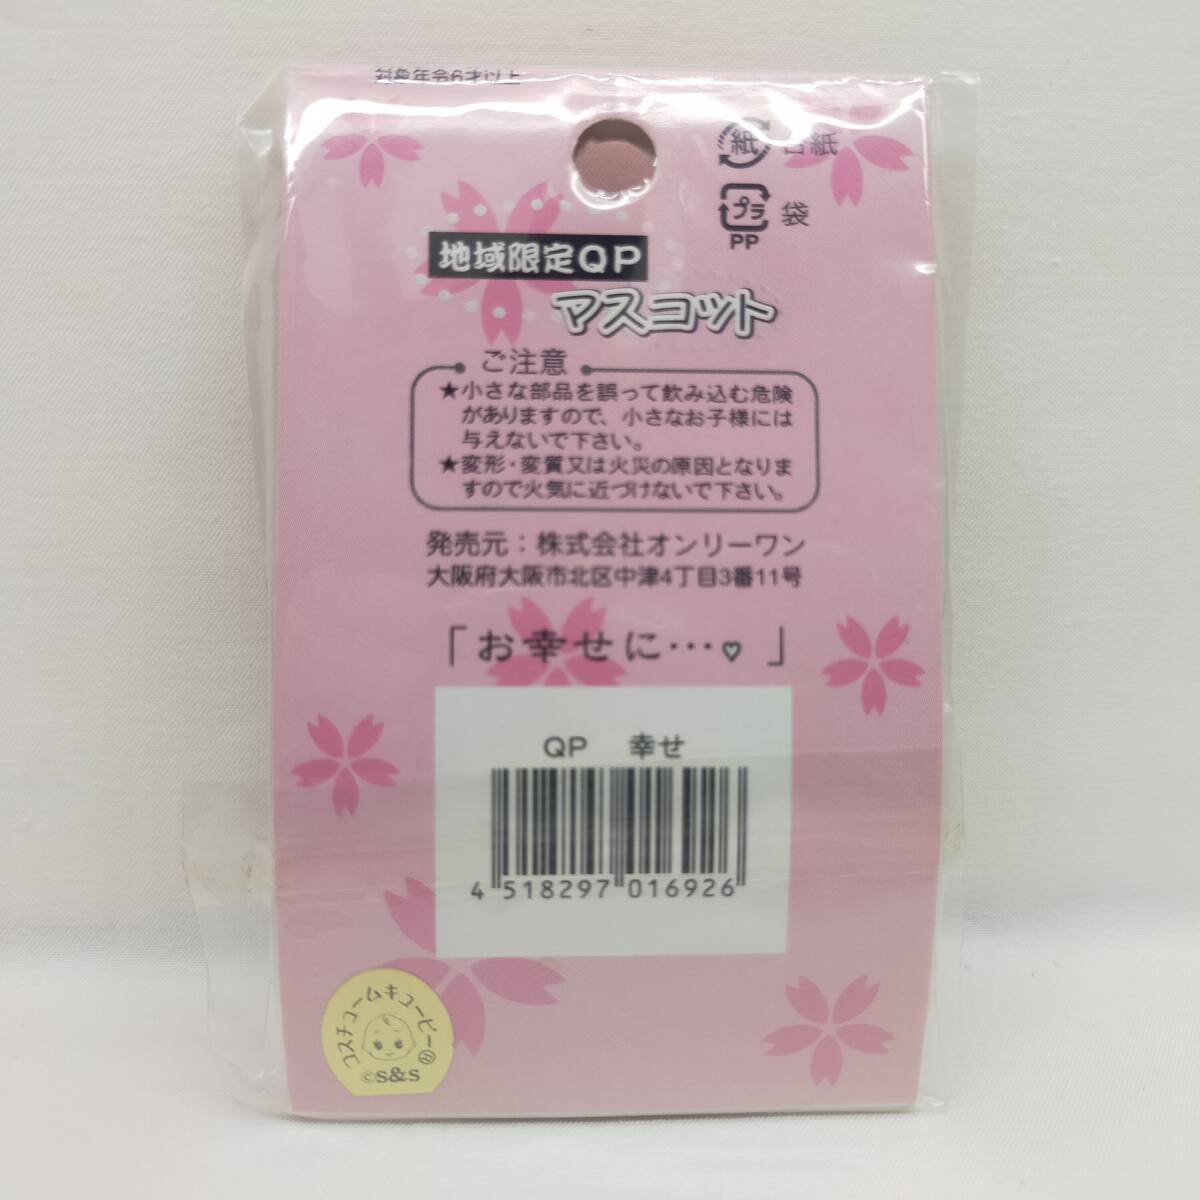 対象年令6才以上
紙 台紙
プラ 袋
PP
地域限定QP
マスコット
ご注意
★小さな部品を誤って飲み込む危険
がありますので、小さなお子様には
与えないで下さい。
★変形・変質又は火災の原因となりま
すので火気に近づけないで下さい。
発売元：株式会社オンリーワン
大阪府大阪市北区中津4丁目3番11号
「お幸せに…♡」
QP 幸せ
4 518297 016926
コスチュームキューピー
©S&S